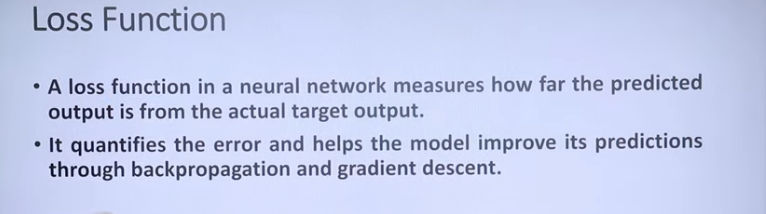 Loss Function
• A loss function in a neural network measures how far the predicted
output is from the actual target output.
• It quantifies the error and helps the model improve its predictions
through backpropagation and gradient descent.